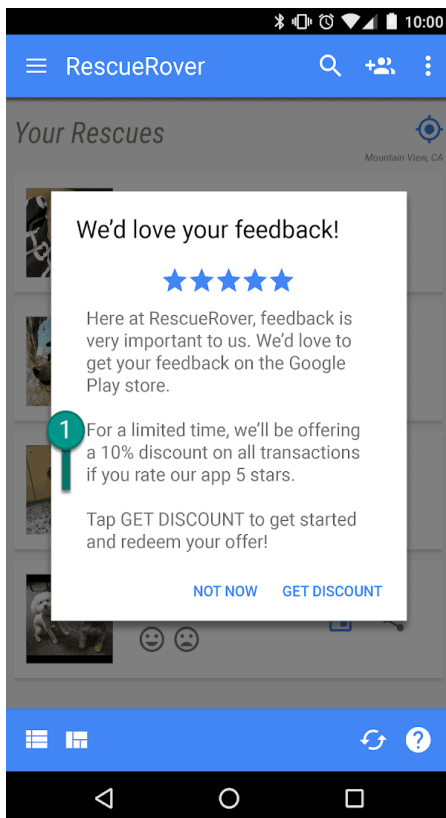 10:00
RescueRover
Your Rescues
Mountain View, CA
We’d love your feedback!
Here at RescueRover, feedback is
very important to us. We’d love to
get your feedback on the Google
Play store.
1
For a limited time, we’ll be offering
a 10% discount on all transactions
if you rate our app 5 stars.
Tap GET DISCOUNT to get started
and redeem your offer!
NOT NOW GET DISCOUNT